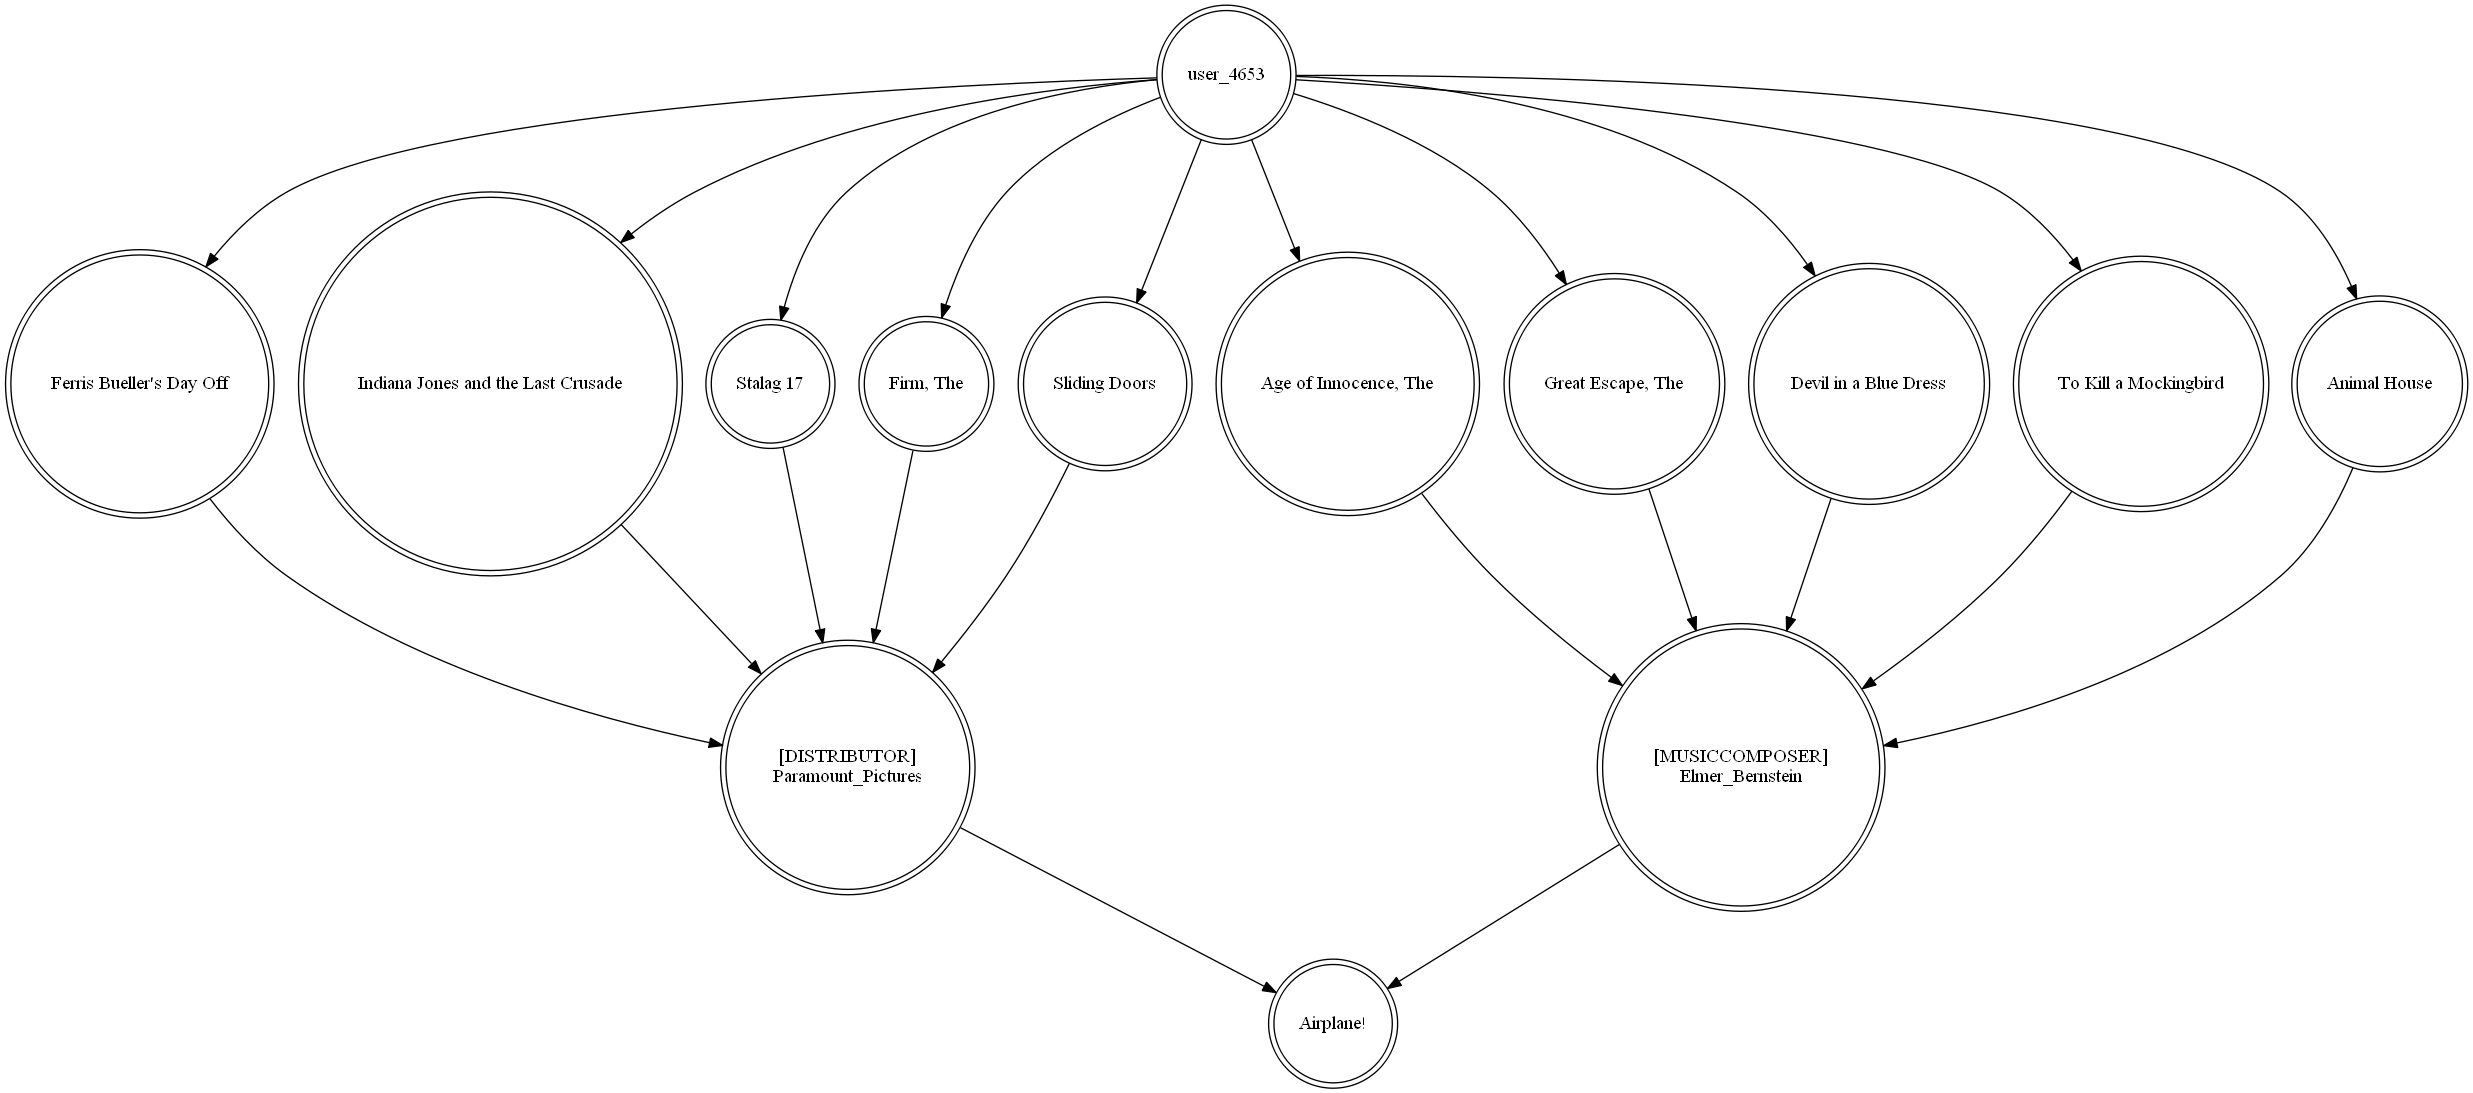 user_4653
Ferris Bueller's Day Off
Indiana Jones and the Last Crusade
Stalag 17
Firm, The
Sliding Doors
Age of Innocence, The
Great Escape, The
Devil in a Blue Dress
To Kill a Mockingbird
Animal House
[DISTRIBUTOR]
Paramount_Pictures
[MUSICCOMPOSER]
Elmer_Bernstein
Airplane!